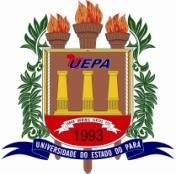 UEPA
1993
UNIVERSIDADE DO ESTADO DO PARÁ